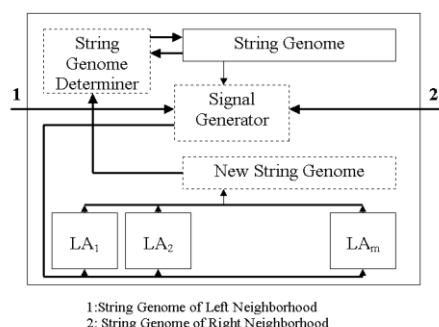 String
Genome
Determiner
String Genome
1
Signal
Generator
2
New String Genome
LA1
LA2
LAm
1:String Genome of Left Neighborhood
2: String Genome of Right Neighborhood